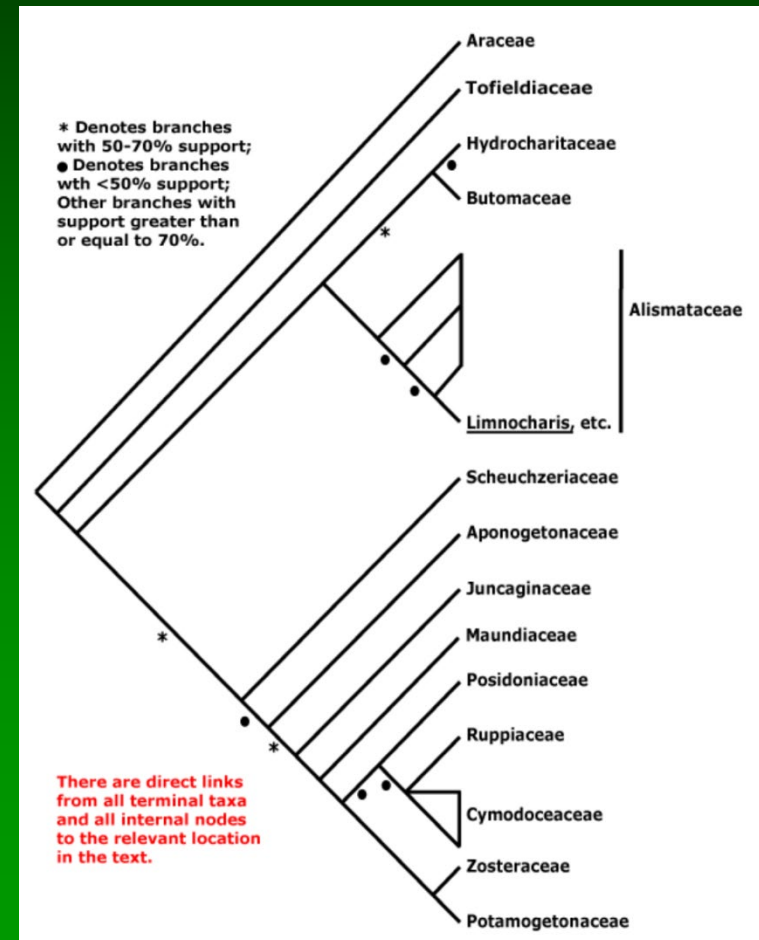 Araceae
Tofieldiaceae
* Denotes branches
with 50-70% support;
● Denotes branches
wth <50% support;
Other branches with
support greater than
or equal to 70%.
Hydrocharitaceae
Butomaceae
*
Alismataceae
●
●
●
Limnocharis, etc.
Scheuchzeriaceae
Aponogetonaceae
Juncaginaceae
Maundiaceae
*
Posidoniaceae
●
*
Ruppiaceae
There are direct links
from all terminal taxa
and all internal nodes
to the relevant location
in the text.
●
●
Cymodoceaceae
Zosteraceae
Potamogetonaceae